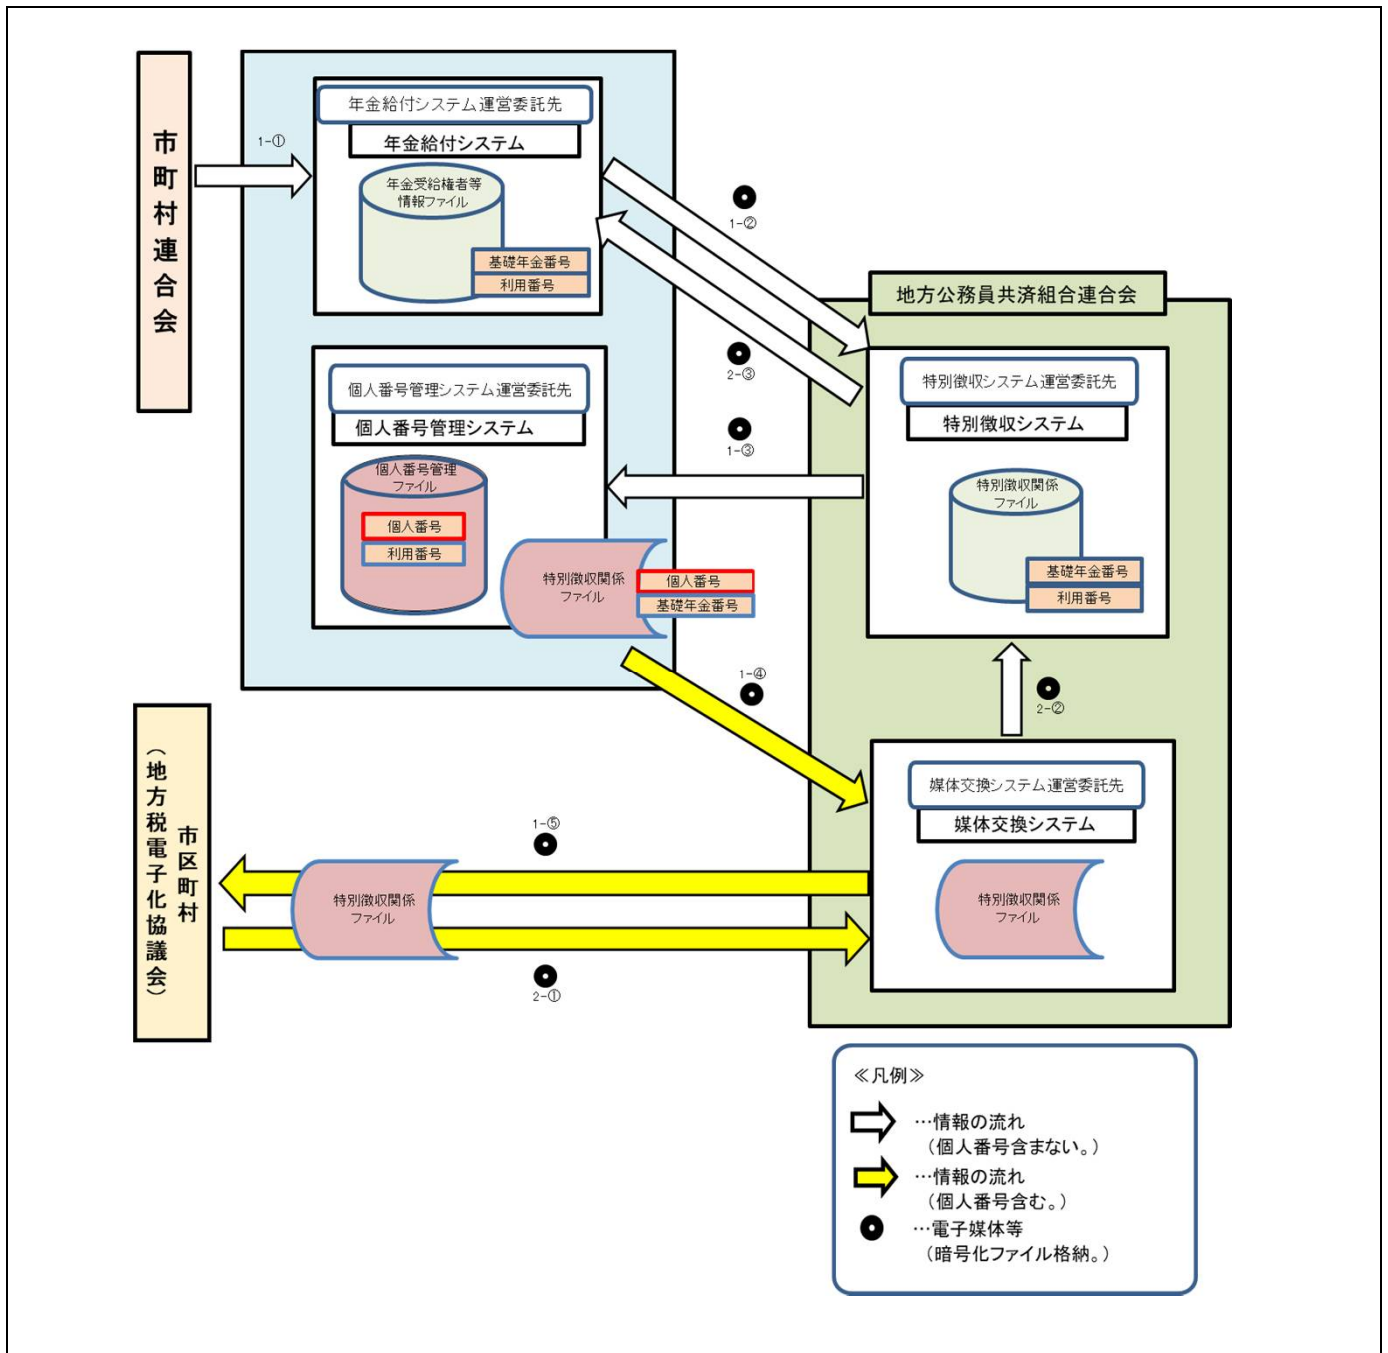 市町村連合会
1-①
年金給付システム運営委託先
年金給付システム
年金受給権者等
情報ファイル
基礎年金番号
利用番号
1-②
2-③
1-③
個人番号管理システム運営委託先
個人番号管理システム
個人番号管理
ファイル
個人番号
利用番号
特別徴収関係
ファイル
個人番号
基礎年金番号
地方公務員共済組合連合会
特別徴収システム運営委託先
特別徴収システム
特別徴収関係
ファイル
基礎年金番号
利用番号
1-④
2-②
媒体交換システム運営委託先
媒体交換システム
特別徴収関係
ファイル
市区町村
（地方税電子化協議会）
1-⑤
特別徴収関係
ファイル
2-①
≪凡例≫
…情報の流れ
（個人番号含まない。）
…情報の流れ
（個人番号含む。）
…電子媒体等
（暗号化ファイル格納。）